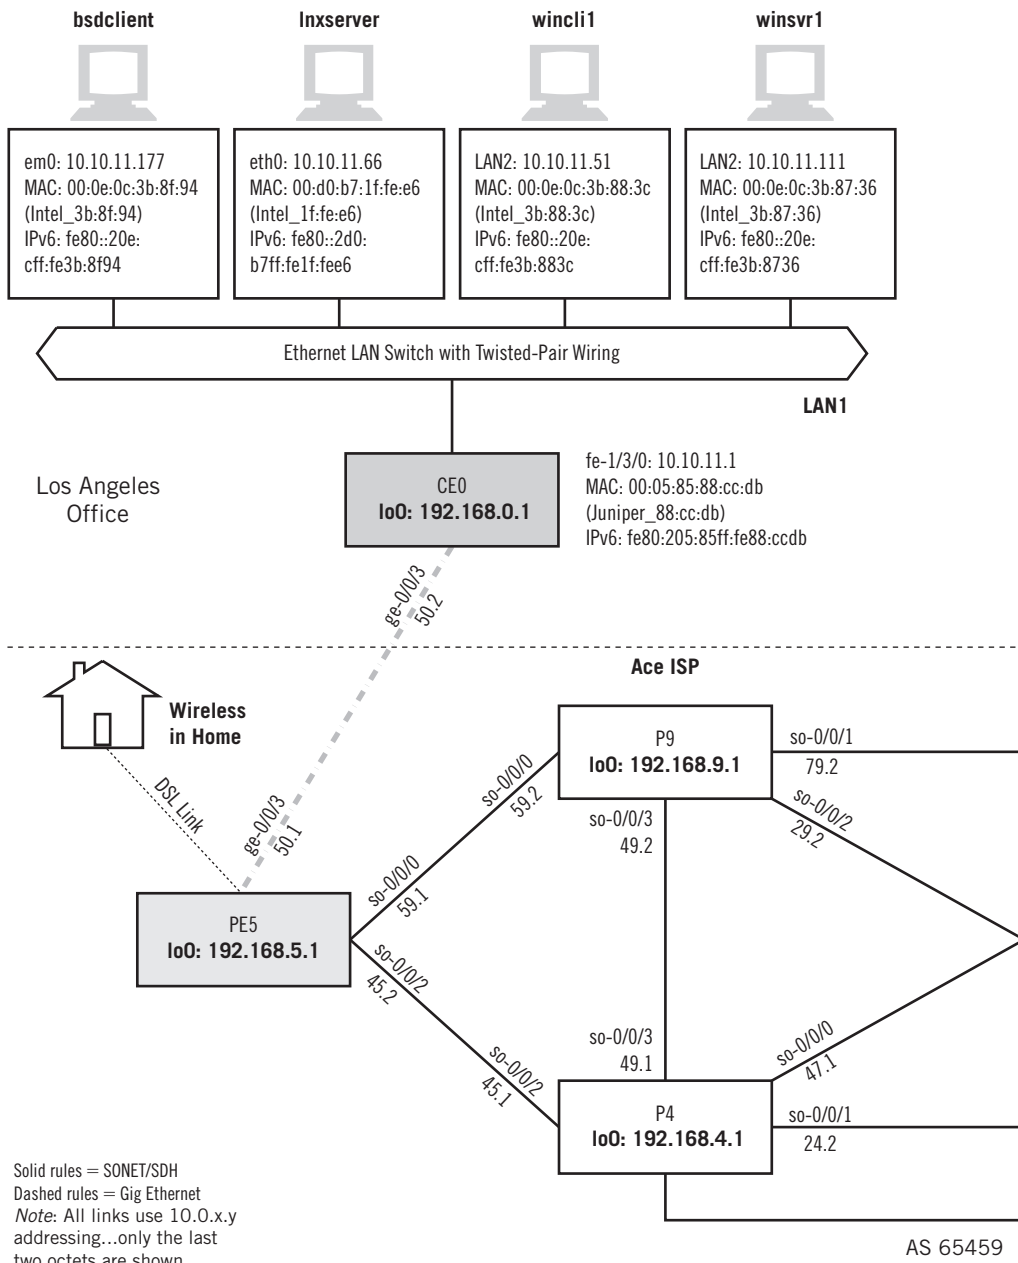 bsdclient
lnxserver
wincli1
winsvr1
em0: 10.10.11.177
MAC: 00:0e:0c:3b:8f:94
(Intel_3b:8f:94)
IPv6: fe80::20e:
cff:fe3b:8f94
eth0: 10.10.11.66
MAC: 00:d0:b7:1f:fe:e6
(Intel_1f:fe:e6)
IPv6: fe80::2d0:
b7ff:fe1f:fee6
LAN2: 10.10.11.51
MAC: 00:0e:0c:3b:88:3c
(Intel_3b:88:3c)
IPv6: fe80::20e:
cff:fe3b:883c
LAN2: 10.10.11.111
MAC: 00:0e:0c:3b:87:36
(Intel_3b:87:36)
IPv6: fe80::20e:
cff:fe3b:8736
Ethernet LAN Switch with Twisted-Pair Wiring
LAN1
Los Angeles
Office
CE0
lo0: 192.168.0.1
fe-1/3/0: 10.10.11.1
MAC: 00:05:85:88:cc:db
(Juniper_88:cc:db)
IPv6: fe80:205:85ff:fe88:ccdb
ge-0/0/3
50.2
Ace ISP
Wireless
in Home
DSL Link
ge-0/0/3
50.1
P9
lo0: 192.168.9.1
so-0/0/1
79.2
so-0/0/0
59.2
so-0/0/3
49.2
so-0/0/2
29.2
so-0/0/0
59.1
PE5
lo0: 192.168.5.1
so-0/0/2
45.2
so-0/0/2
45.1
so-0/0/3
49.1
so-0/0/0
47.1
P4
lo0: 192.168.4.1
so-0/0/1
24.2
Solid rules = SONET/SDH
Dashed rules = Gig Ethernet
Note: All links use 10.0.x.y
addressing...only the last
two octets are shown
AS 65459